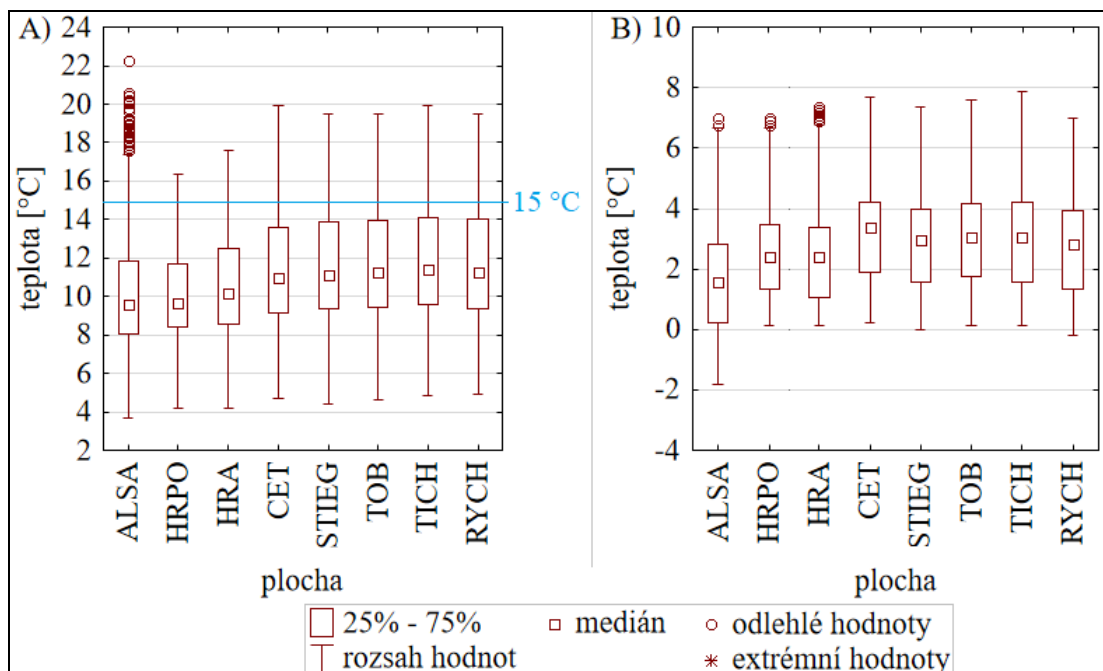 A)
24
22
20
18
16
14
12
10
8
6
4
2
teplota [°C]
15 °C
ALSA
HRPO
HRA
CET
STIEG
TOB
TICH
RYCH
plocha
B)
10
8
6
4
2
0
-2
-4
teplota [°C]
ALSA
HRPO
HRA
CET
STIEG
TOB
TICH
RYCH
plocha
25% - 75%
medián
odlehlé hodnoty
rozsah hodnot
extrémní hodnoty